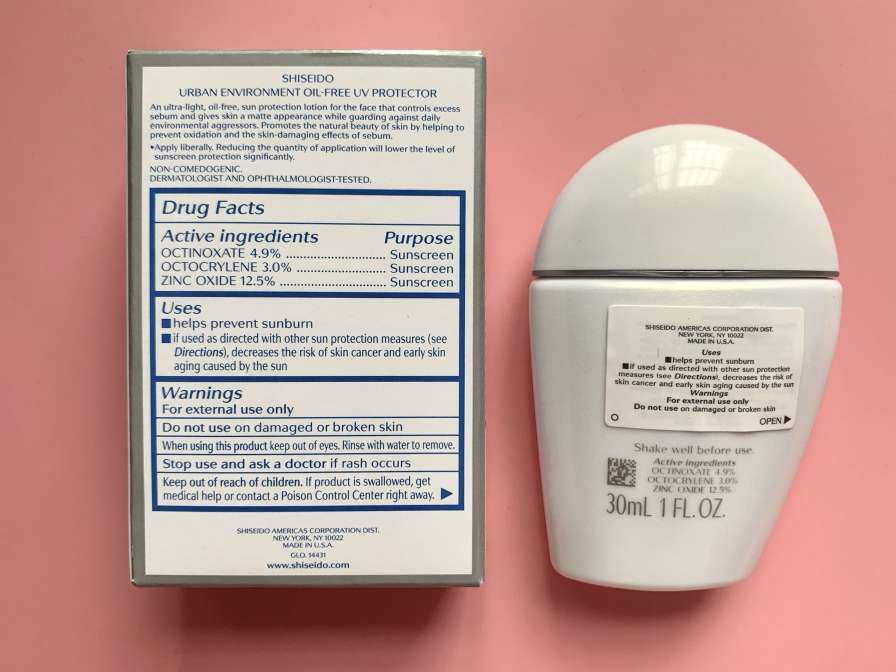 SHISEIDO
URBAN ENVIRONMENT OIL-FREE UV PROTECTOR
An ultra-light, oil-free, sun protection lotion for the face that controls excess
sebum and gives skin a matte appearance while guarding against daily
environmental aggressors. Promotes the natural beauty of skin by helping to
prevent oxidation and the skin-damaging effects of sebum.
•Apply liberally. Reducing the quantity of application will lower the level of
sunscreen protection significantly.
NON-COMEDOGENIC.
DERMATOLOGIST AND OPHTHALMOLOGIST-TESTED.
Drug Facts
Active ingredients Purpose
OCTINOXATE 4.9% ............................ Sunscreen
OCTOCRYLENE 3.0% ......................... Sunscreen
ZINC OXIDE 12.5% .............................. Sunscreen
Uses
■ helps prevent sunburn
■ if used as directed with other sun protection measures (see
Directions), decreases the risk of skin cancer and early skin
aging caused by the sun
Warnings
For external use only
Do not use on damaged or broken skin
When using this product keep out of eyes. Rinse with water to remove.
Stop use and ask a doctor if rash occurs
Keep out of reach of children. If product is swallowed, get
medical help or contact a Poison Control Center right away. ▶
SHISEIDO AMERICAS CORPORATION DIST.
NEW YORK, NY 10022
MADE IN U.S.A.
GLO. 14431
www.shiseido.com
SHISEIDO AMERICAS CORPORATION DIST.
NEW YORK, NY 10022
MADE IN U.S.A.
Uses
■ helps prevent sunburn
■ if used as directed with other sun protection
measures (see Directions), decreases the risk of
skin cancer and early skin aging caused by the sun
Warnings
For external use only
Do not use on damaged or broken skin
OPEN ▶
Shake well before use.
Active ingredients
OCTINOXATE 4.9%
OCTOCRYLENE 3.0%
ZINC OXIDE 12.5%
30mL 1 FL. OZ.